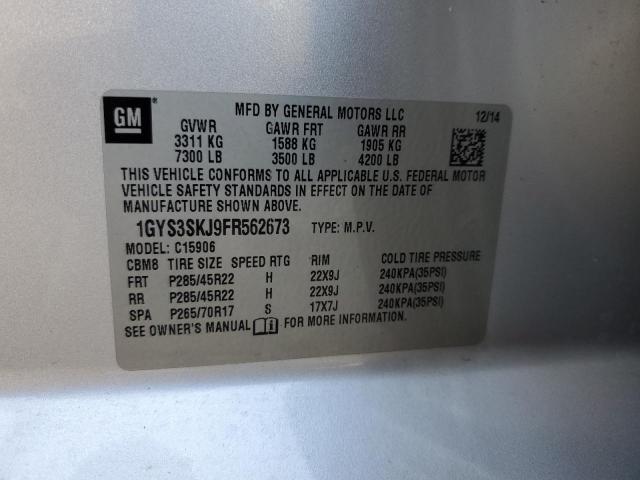 GM
MFD BY GENERAL MOTORS LLC 12/14
GVWR GAWR FRT GAWR RR
3311 KG 1588 KG 1905 KG
7300 LB 3500 LB 4200 LB
THIS VEHICLE CONFORMS TO ALL APPLICABLE U.S. FEDERAL MOTOR
VEHICLE SAFETY STANDARDS IN EFFECT ON THE DATE OF
MANUFACTURE SHOWN ABOVE.
1GYS3SKJ9FR562673 TYPE: M.P.V.
MODEL: C15906
CBM8 TIRE SIZE SPEED RTG RIM COLD TIRE PRESSURE
FRT P285/45R22 H 22X9J 240KPA(35PSI)
RR P285/45R22 H 22X9J 240KPA(35PSI)
SPA P265/70R17 S 17X7J 240KPA(35PSI)
SEE OWNER'S MANUAL FOR MORE INFORMATION.